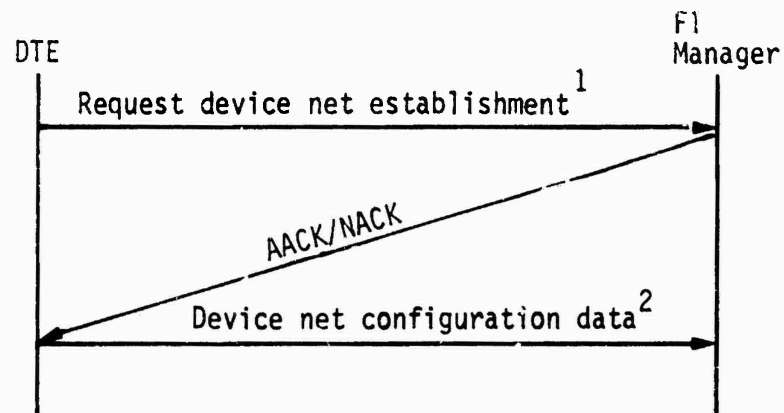 DTE
F1
Manager
Request device net establishment1
AACK/NACK
Device net configuration data2